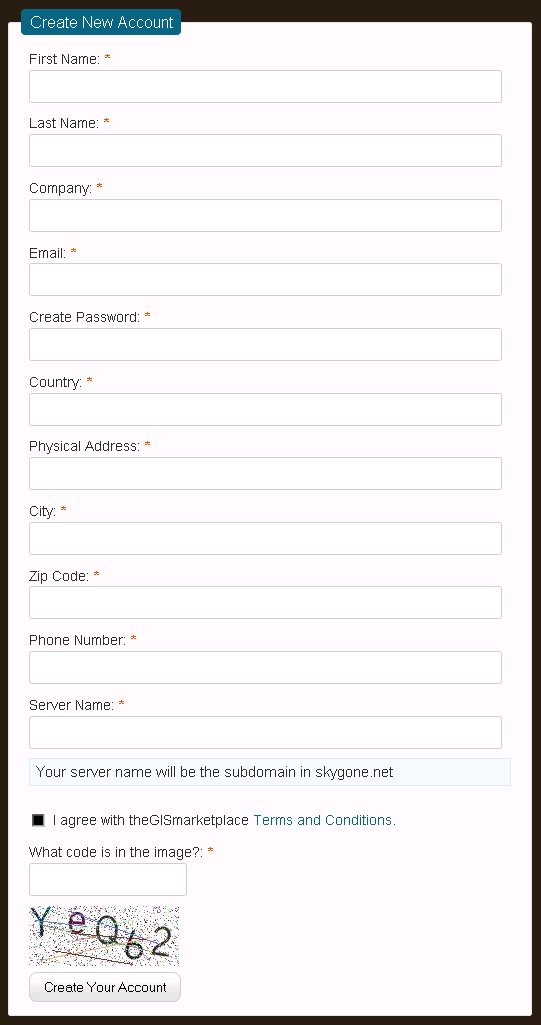 Create New Account
First Name: *
Last Name: *
Company: *
Email: *
Create Password: *
Country: *
Physical Address: *
City: *
Zip Code: *
Phone Number: *
Server Name: *
Your server name will be the subdomain in skygone.net
I agree with theGISmarketplace Terms and Conditions.
What code is in the image?: *
YeQ62
Create Your Account